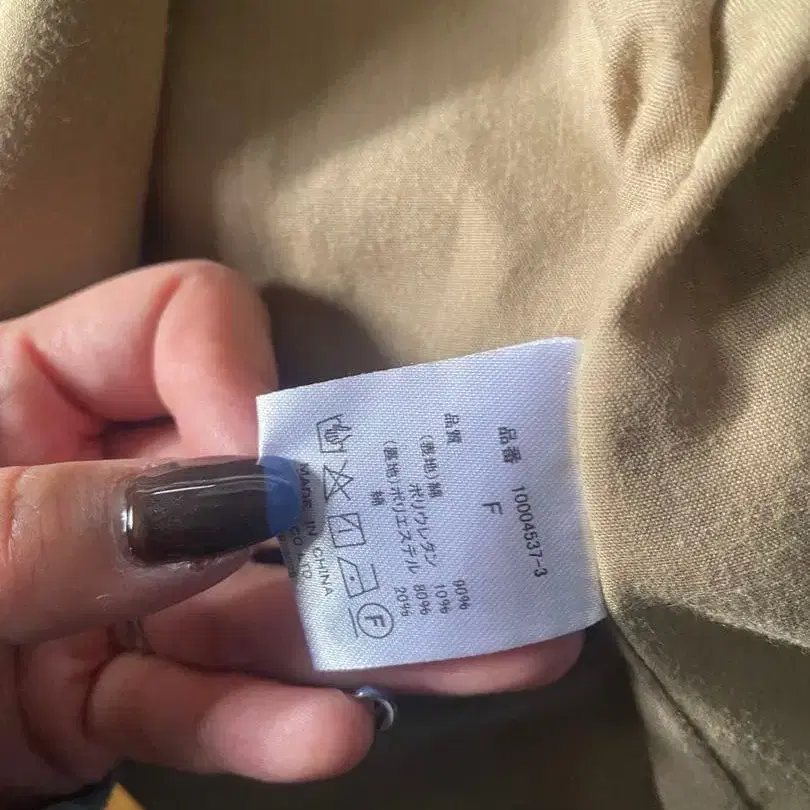 品番 10004537-3
F
品質
(表地)綿 90%
ポリウレタン 10%
(裏地)ポリエステル 80%
綿 20%
F
MADE IN CHINA